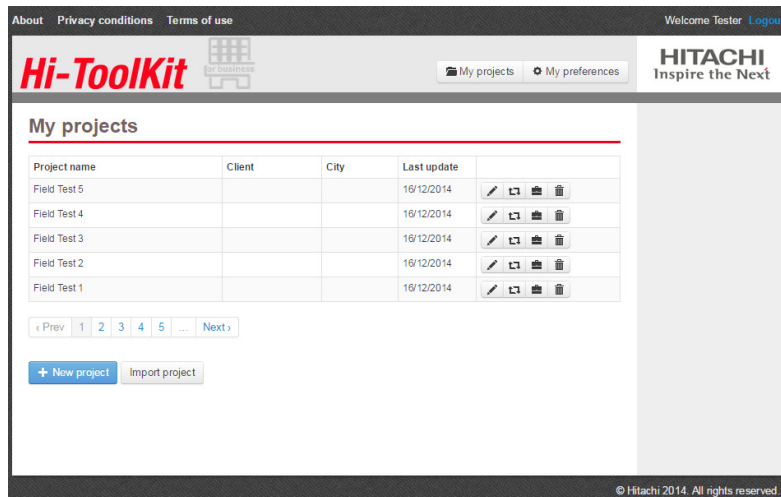 About Privacy conditions Terms of use Welcome Tester Logou
Hi-ToolKit for business My projects My preferences HITACHI
Inspire the Next
My projects
Project name Client City Last update
Field Test 5 16/12/2014
Field Test 4 16/12/2014
Field Test 3 16/12/2014
Field Test 2 16/12/2014
Field Test 1 16/12/2014
‹ Prev 1 2 3 4 5 ... Next ›
+ New project Import project
© Hitachi 2014. All rights reserved.